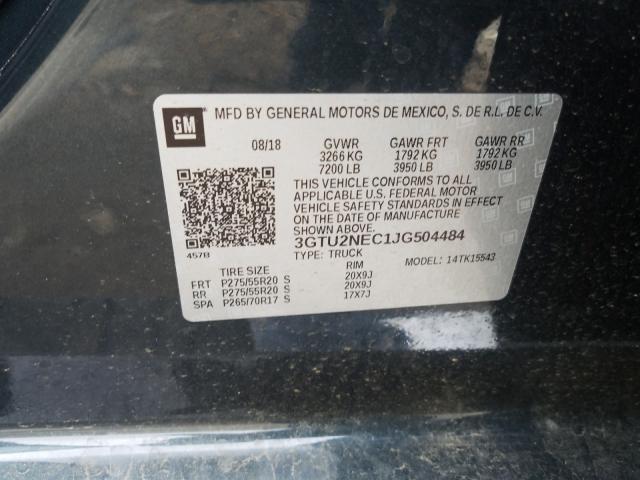 GM
MFD BY GENERAL MOTORS DE MEXICO, S. DE R.L. DE C.V.
08/18 GVWR GAWR FRT GAWR RR
3266 KG 1792 KG 1792 KG
7200 LB 3950 LB 3950 LB
THIS VEHICLE CONFORMS TO ALL
APPLICABLE U.S. FEDERAL MOTOR
VEHICLE SAFETY STANDARDS IN EFFECT
ON THE DATE OF MANUFACTURE
SHOWN ABOVE.
457B 3GTU2NEC1JG504484
TYPE: TRUCK MODEL: 14TK15543
TIRE SIZE RIM
FRT P275/55R20 S 20X9J
RR P275/55R20 S 20X9J
SPA P265/70R17 S 17X7J